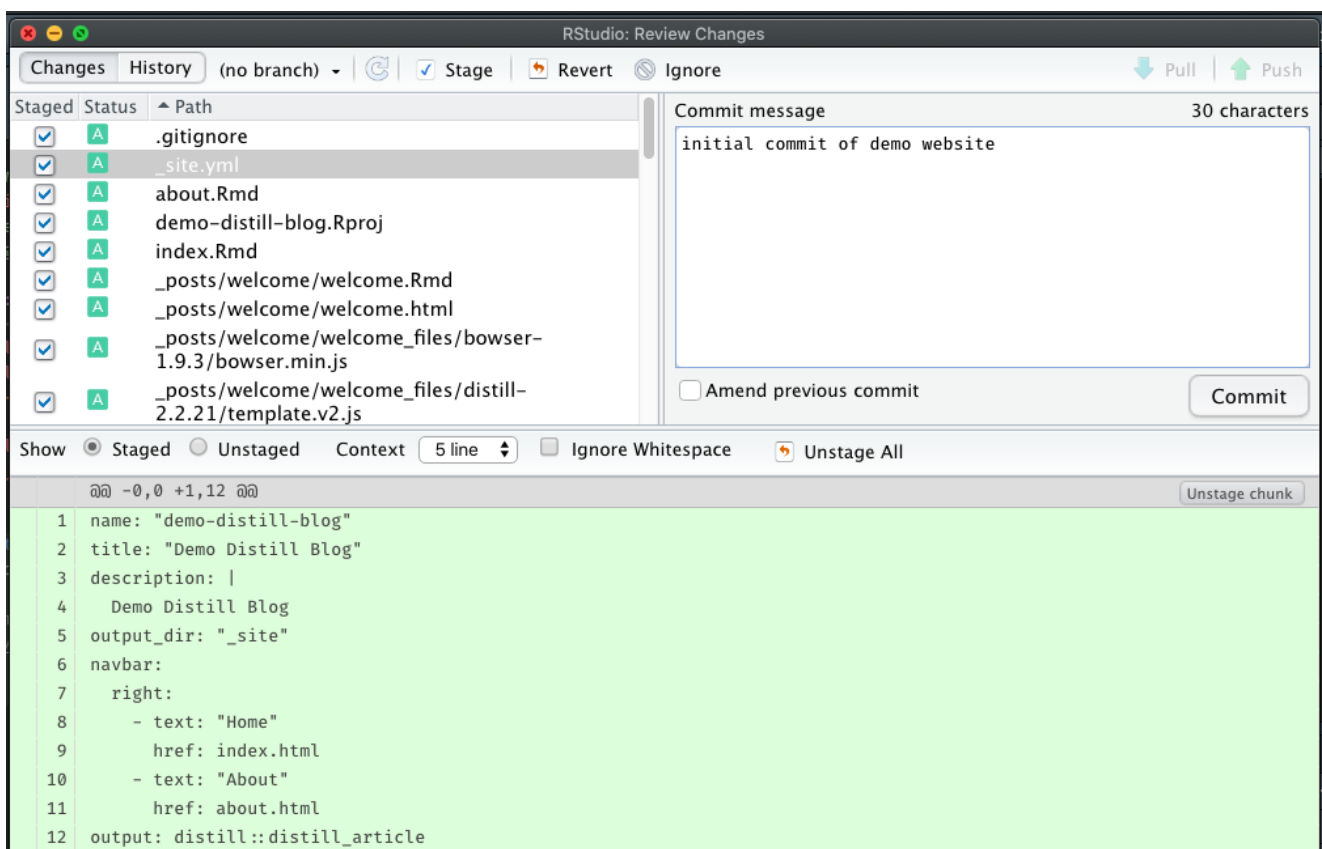 RStudio: Review Changes
Changes History (no branch) Stage Revert Ignore Pull Push
Staged Status Path
A .gitignore
A _site.yml
A about.Rmd
A demo-distill-blog.Rproj
A index.Rmd
A _posts/welcome/welcome.Rmd
A _posts/welcome/welcome.html
A _posts/welcome/welcome_files/bowser-
1.9.3/bowser.min.js
A _posts/welcome/welcome_files/distill-
2.2.21/template.v2.js
Commit message 30 characters
initial commit of demo website
Amend previous commit Commit
Show Staged Unstaged Context 5 line Ignore Whitespace Unstage All
@@ -0,0 +1,12 @@ Unstage chunk
1 name: "demo-distill-blog"
2 title: "Demo Distill Blog"
3 description: |
4 Demo Distill Blog
5 output_dir: "_site"
6 navbar:
7 right:
8 - text: "Home"
9 href: index.html
10 - text: "About"
11 href: about.html
12 output: distill::distill_article